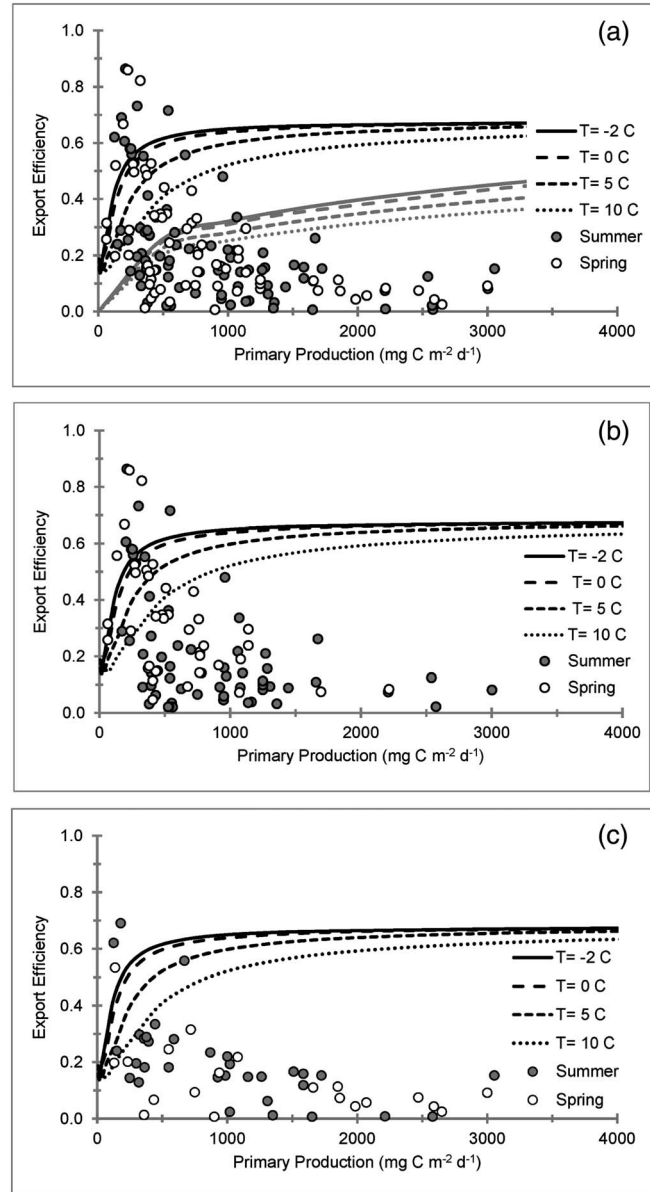 (a)
1.0
0.8
0.6
0.4
0.2
0.0
Export Efficiency
T= -2 C
T= 0 C
T= 5 C
T= 10 C
Summer
Spring
0
1000
2000
3000
4000
Primary Production (mg C m⁻² d⁻¹)
(b)
1.0
0.8
0.6
0.4
0.2
0.0
Export Efficiency
T= -2 C
T= 0 C
T= 5 C
T= 10 C
Summer
Spring
0
1000
2000
3000
4000
Primary Production (mg C m⁻² d⁻¹)
(c)
1.0
0.8
0.6
0.4
0.2
0.0
Export Efficiency
T= -2 C
T= 0 C
T= 5 C
T= 10 C
Summer
Spring
0
1000
2000
3000
4000
Primary Production (mg C m⁻² d⁻¹)